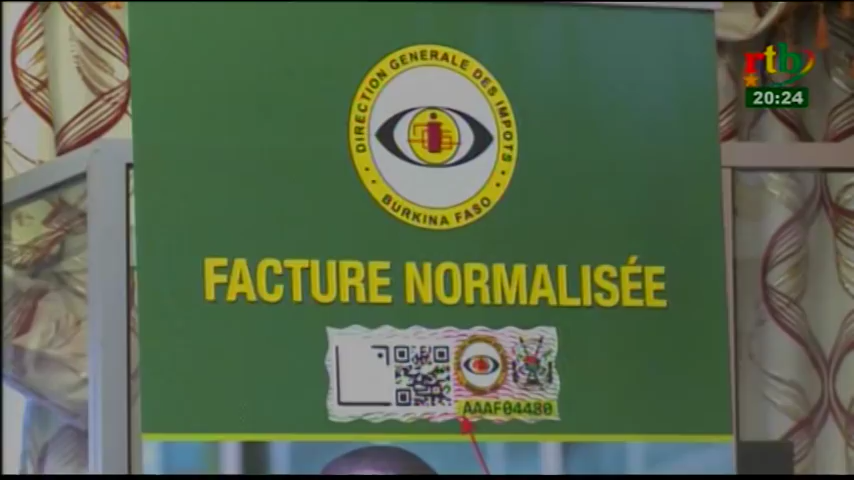 rtb
20:24
DIRECTION GENERALE DES IMPOTS
BURKINA FASO
FACTURE NORMALISÉE
AAAF04480